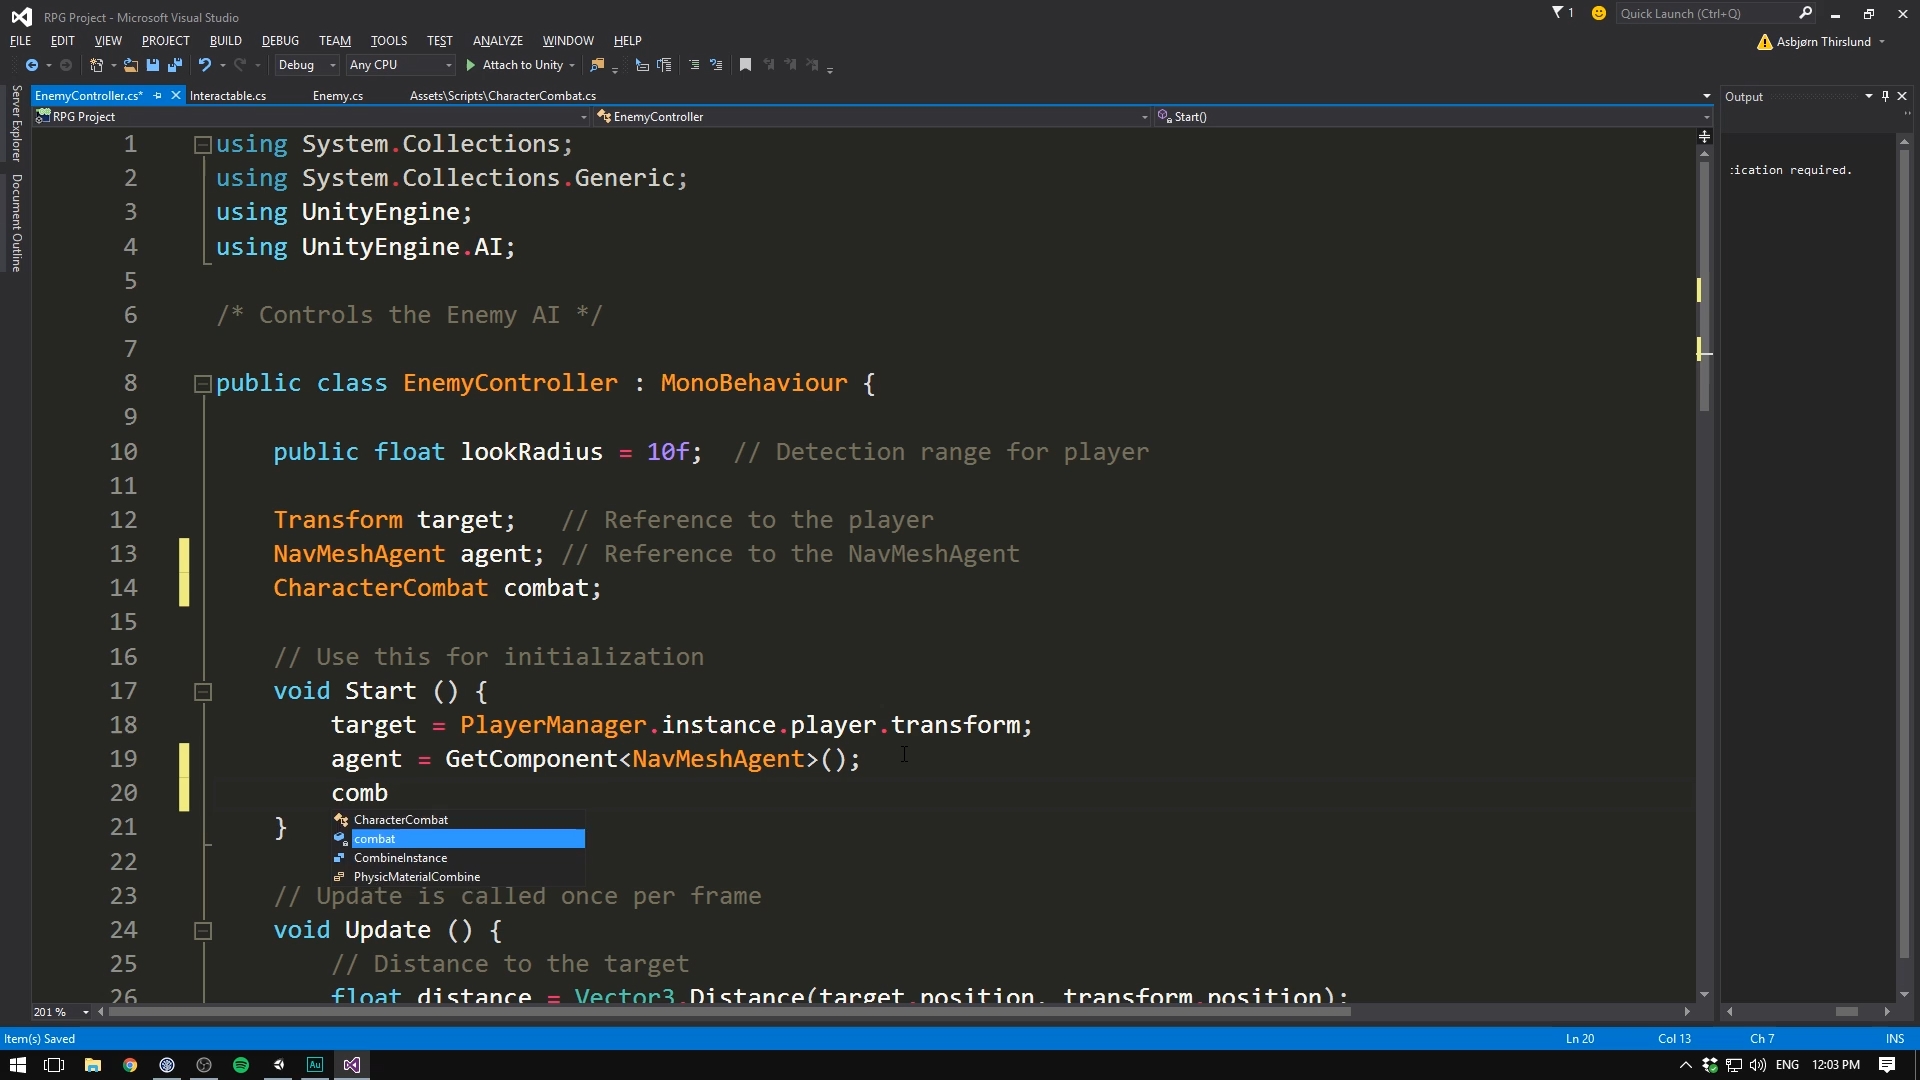 RPG Project - Microsoft Visual Studio
1
Quick Launch (Ctrl+Q)
FILE EDIT VIEW PROJECT BUILD DEBUG TEAM TOOLS TEST ANALYZE WINDOW HELP
Asbjørn Thirslund
Debug Any CPU Attach to Unity
Server Explorer
Document Outline
EnemyController.cs* Interactable.cs Enemy.cs Assets\Scripts\CharacterCombat.cs
Output
RPG Project EnemyController Start()
ication required.
1 using System.Collections;
2 using System.Collections.Generic;
3 using UnityEngine;
4 using UnityEngine.AI;
5
6 /* Controls the Enemy AI */
7
8 public class EnemyController : MonoBehaviour {
9
10 public float lookRadius = 10f; // Detection range for player
11
12 Transform target; // Reference to the player
13 NavMeshAgent agent; // Reference to the NavMeshAgent
14 CharacterCombat combat;
15
16 // Use this for initialization
17 void Start () {
18 target = PlayerManager.instance.player.transform;
19 agent = GetComponent<NavMeshAgent>();
20 comb
CharacterCombat
21 }
combat
CombineInstance
22
PhysicMaterialCombine
23 // Update is called once per frame
24 void Update () {
25 // Distance to the target
26 float distance = Vector3.Distance(target.position, transform.position);
201 %
Item(s) Saved Ln 20 Col 13 Ch 7 INS
Au ENG 12:03 PM